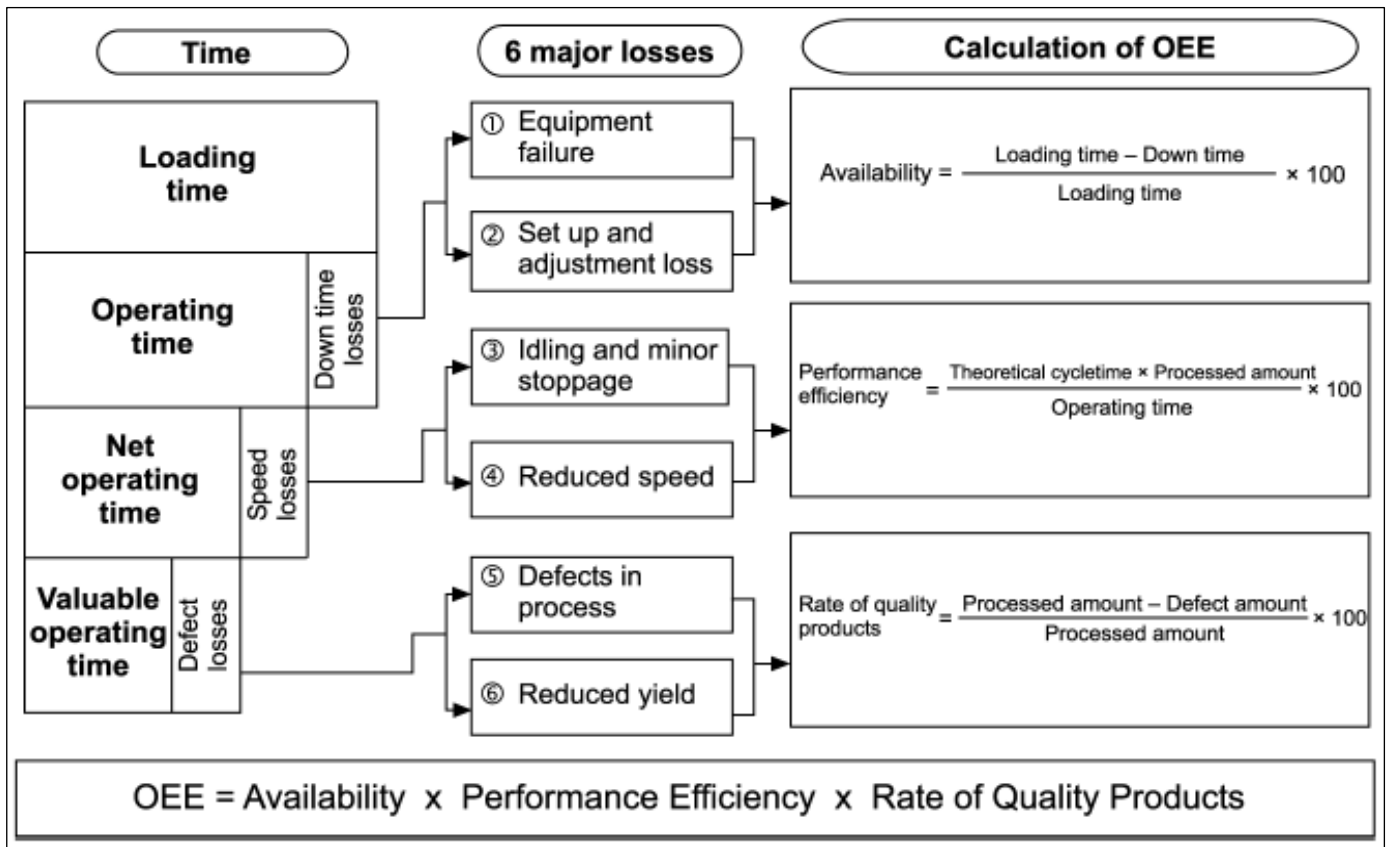 Time
6 major losses
Calculation of OEE
Loading
time
Operating
time
Down time
losses
Net
operating
time
Speed
losses
Valuable
operating
time
Defect
losses
① Equipment
failure
② Set up and
adjustment loss
③ Idling and minor
stoppage
④ Reduced speed
⑤ Defects in
process
⑥ Reduced yield
Loading time – Down time
Availability = × 100
Loading time
Performance
efficiency
=
Theoretical cycletime × Processed amount
× 100
Operating time
Rate of quality
products
=
Processed amount – Defect amount
× 100
Processed amount
OEE = Availability x Performance Efficiency x Rate of Quality Products